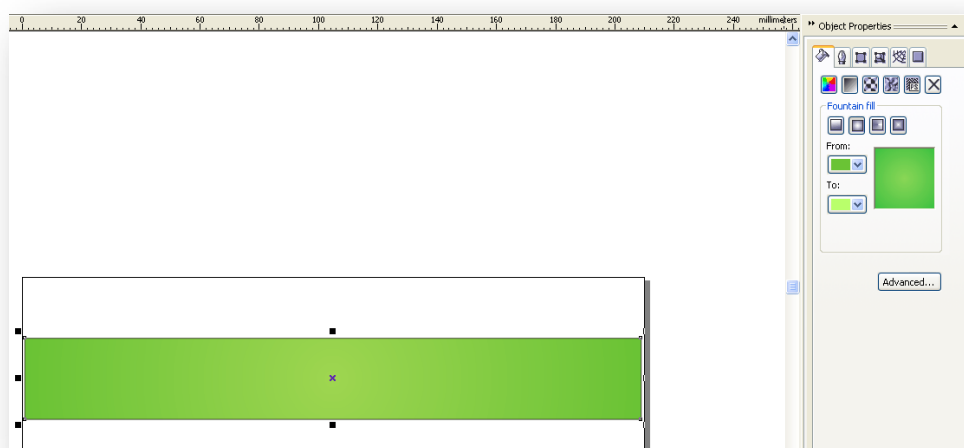 0 20 40 60 80 100 120 140 160 180 200 220 240 millimeters
Object Properties
Fountain fill
From:
To:
Advanced...